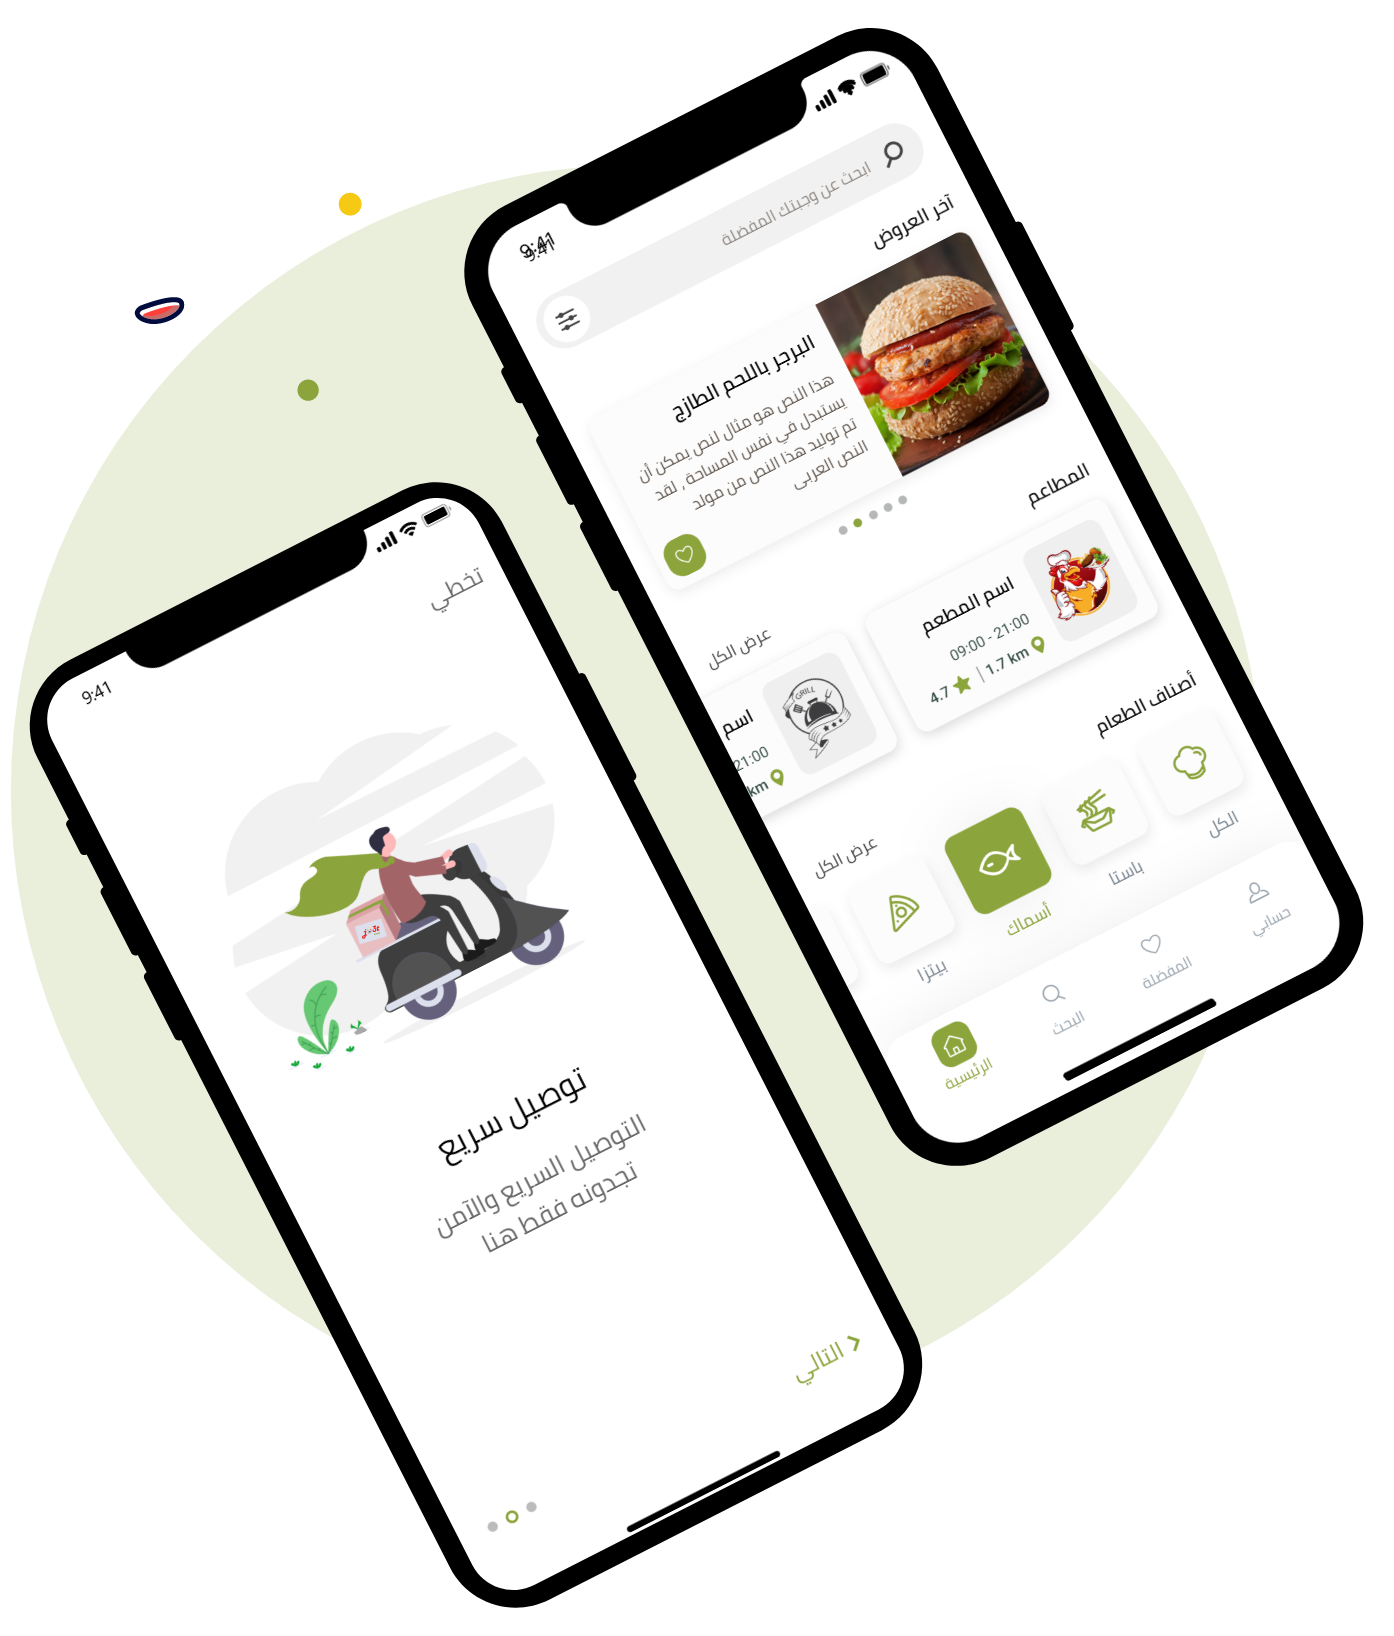 9:41
9:41
ابحث عن وجبتك المفضلة
آخر العروض
البرجر باللحم الطازج
هذا النص هو مثال لنص يمكن أن
يستبدل في نفس المساحة ، لقد
تم توليد هذا النص من مولد
النص العربى
المطاعم
عرض الكل
اسم المطعم
09:00 - 21:00
4.7 | 1.7 km
GRILL
اسم
21:00
km
أصناف الطعام
عرض الكل
الكل
باستا
أسماك
بيتزا
حسابي
المفضلة
البحث
الرئيسية
9:41
تخطي
توصيل سريع
التوصيل السريع والآمن
تجدونه فقط هنا
التالي